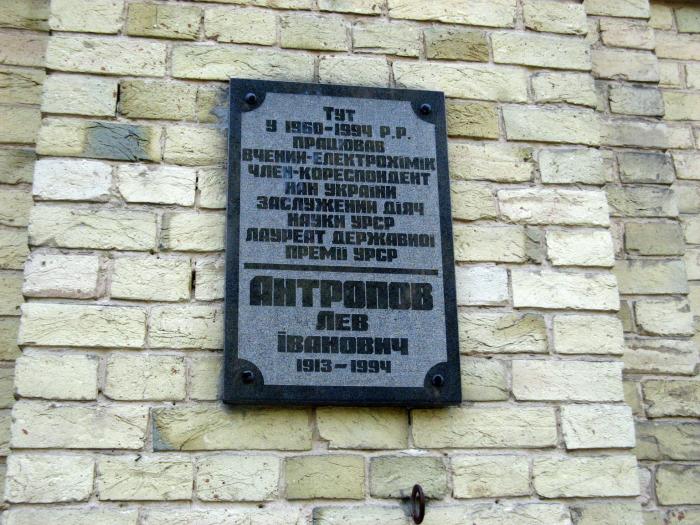 ТУТ
У 1960-1994 Р.Р.
ПРАЦЮВАВ
ВЧЕНИЙ-ЕЛЕКТРОХІМІК
ЧЛЕН-КОРЕСПОНДЕНТ
НАН УКРАЇНИ
ЗАСЛУЖЕНИЙ ДІЯЧ
НАУКИ УРСР
ЛАУРЕАТ ДЕРЖАВНОЇ
ПРЕМІЇ УРСР
АНТРОПОВ
ЛЕВ
ІВАНОВИЧ
1913-1994